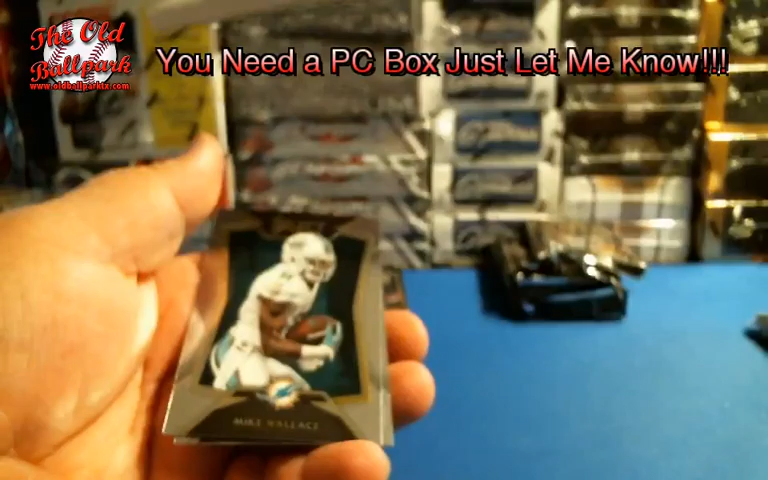 The Old
Ballpark
www.oldballparktx.com
You Need a PC Box Just Let Me Know!!!
MIKE WALLACE